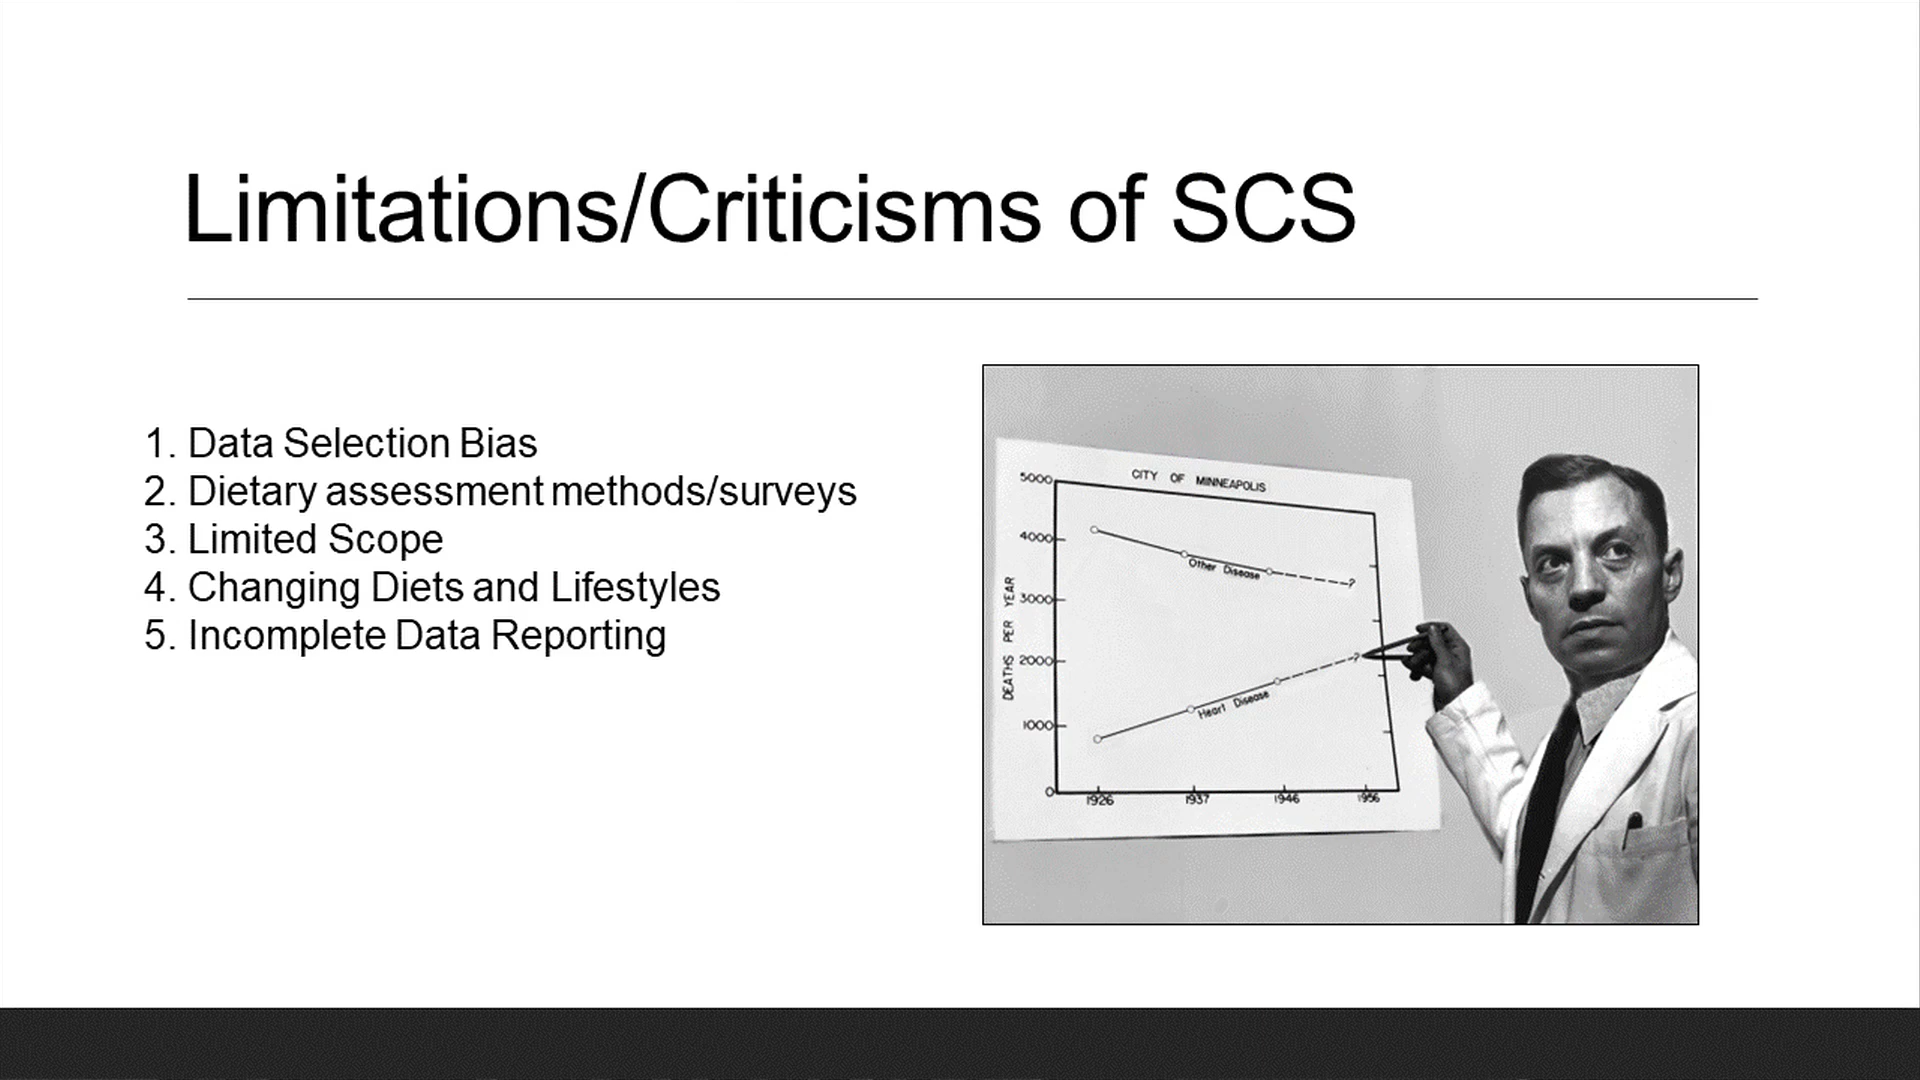 Limitations/Criticisms of SCS
1. Data Selection Bias
2. Dietary assessment methods/surveys
3. Limited Scope
4. Changing Diets and Lifestyles
5. Incomplete Data Reporting
CITY OF MINNEAPOLIS
DEATHS PER YEAR
5000
4000
3000
2000
1000
0
Other Disease
?
Heart Disease
?
1926 1937 1946 1956